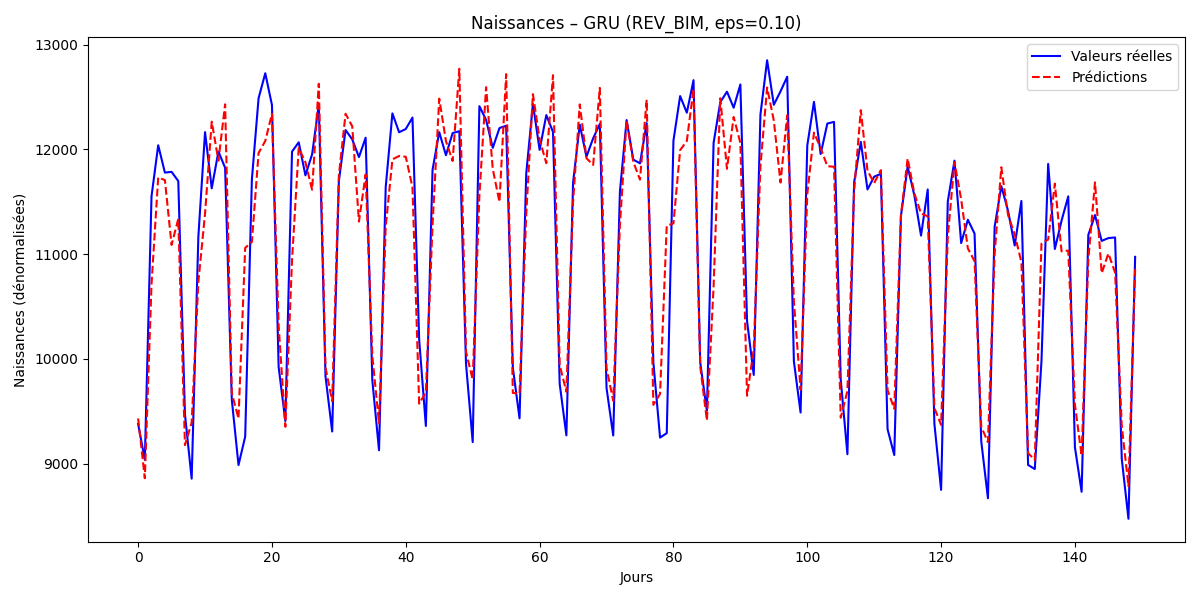 Naissances – GRU (REV_BIM, eps=0.10)
Valeurs réelles
Prédictions
Naissances (dénormalisées)
13000
12000
11000
10000
9000
0 20 40 60 80 100 120 140
Jours